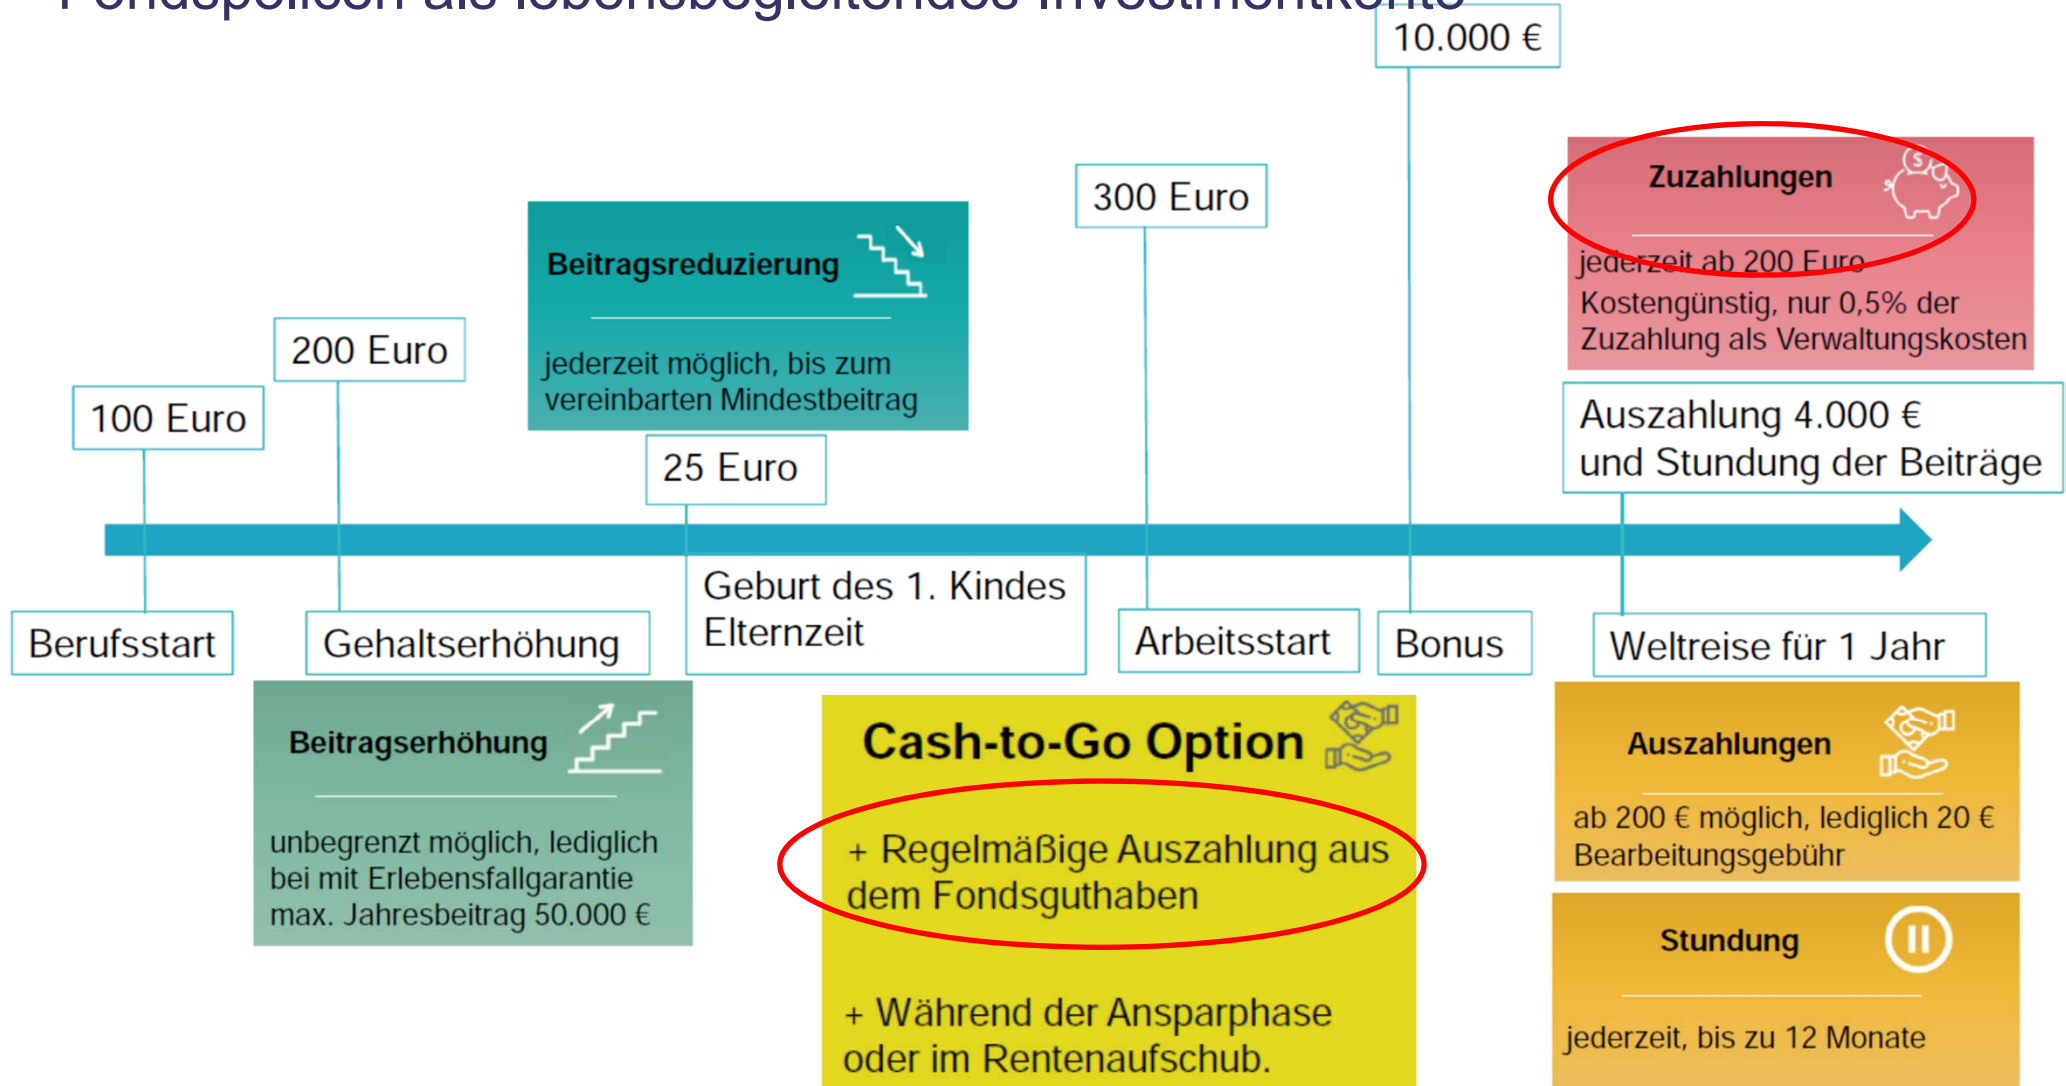 Fondspolicen als lebensbegleitendes Investmentkonto
10.000 €
Zuzahlungen
jederzeit ab 200 Euro
Kostengünstig, nur 0,5% der
Zuzahlung als Verwaltungskosten
300 Euro
Beitragsreduzierung
jederzeit möglich, bis zum
vereinbarten Mindestbeitrag
200 Euro
100 Euro
25 Euro
Auszahlung 4.000 €
und Stundung der Beiträge
Berufsstart
Gehaltserhöhung
Geburt des 1. Kindes
Elternzeit
Arbeitsstart
Bonus
Weltreise für 1 Jahr
Beitragserhöhung
unbegrenzt möglich, lediglich
bei mit Erlebensfallgarantie
max. Jahresbeitrag 50.000 €
Cash-to-Go Option
+ Regelmäßige Auszahlung aus
dem Fondsguthaben
+ Während der Ansparphase
oder im Rentenaufschub.
Auszahlungen
ab 200 € möglich, lediglich 20 €
Bearbeitungsgebühr
Stundung
jederzeit, bis zu 12 Monate